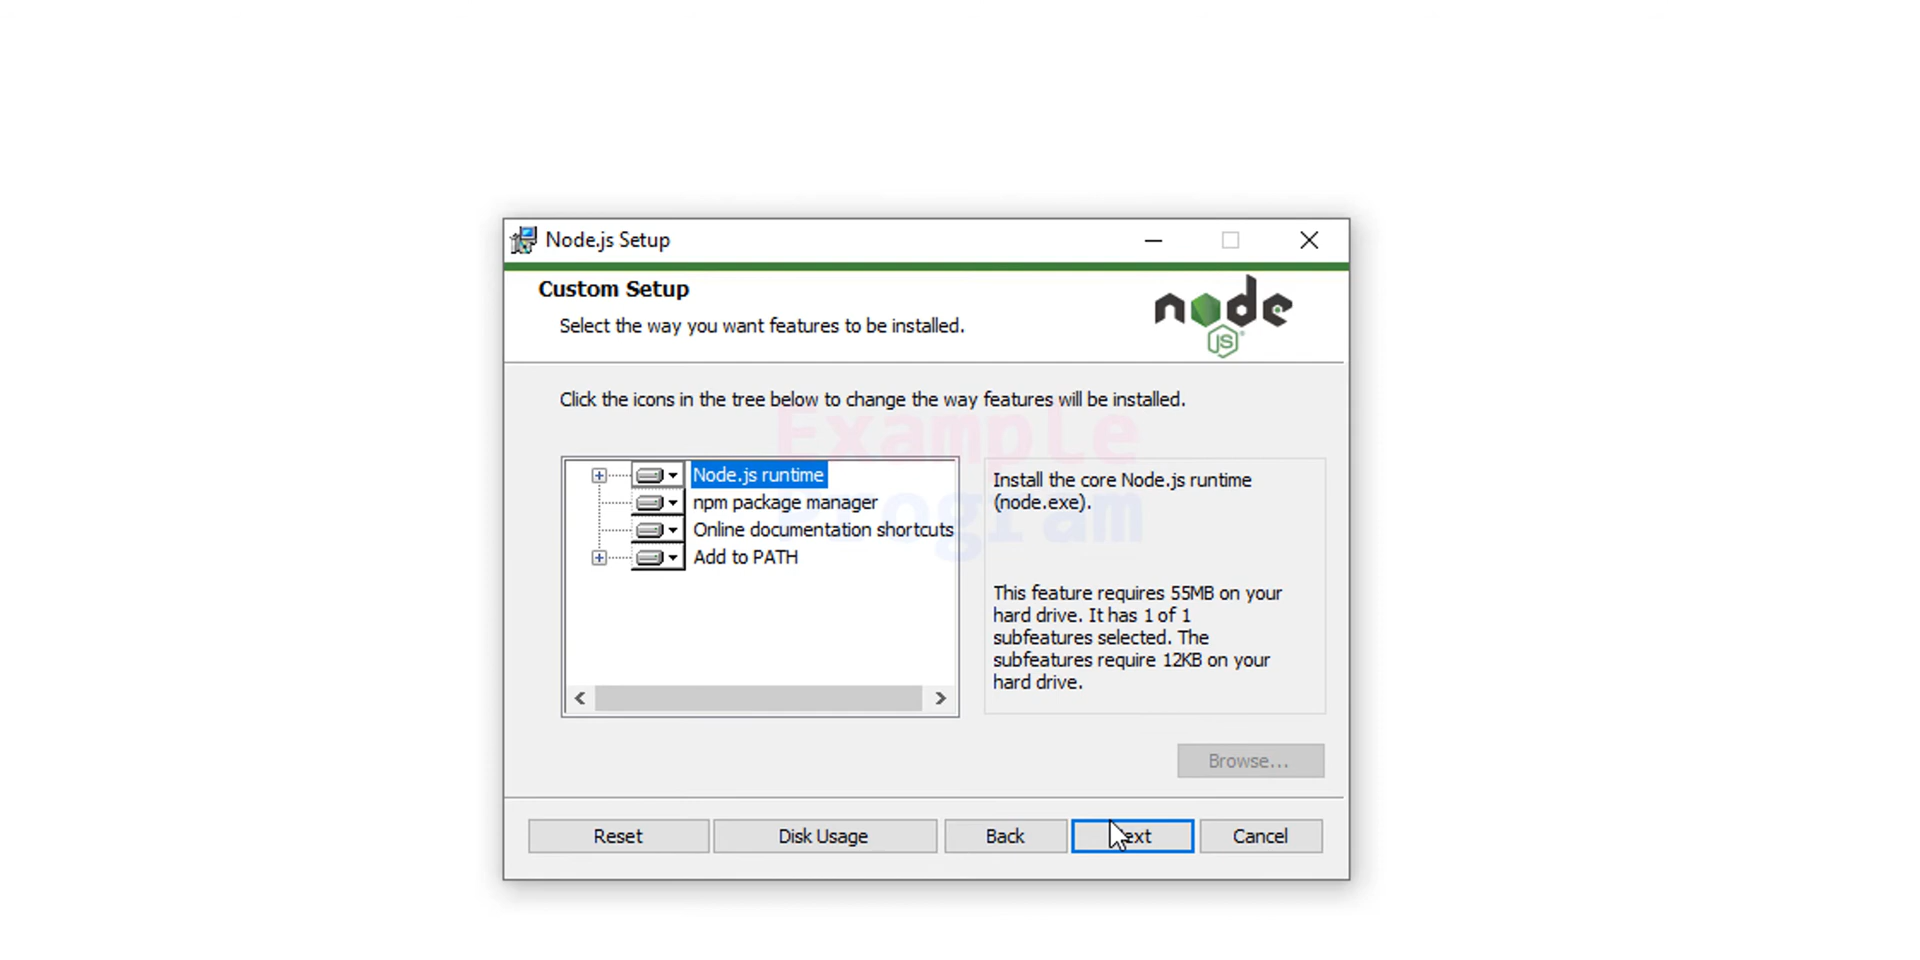 Node.js Setup
Custom Setup
Select the way you want features to be installed.
node
JS
Click the icons in the tree below to change the way features will be installed.
Example
Program
Node.js runtime
npm package manager
Online documentation shortcuts
Add to PATH
Install the core Node.js runtime
(node.exe).
This feature requires 55MB on your
hard drive. It has 1 of 1
subfeatures selected. The
subfeatures require 12KB on your
hard drive.
Browse...
Reset
Disk Usage
Back
Next
Cancel